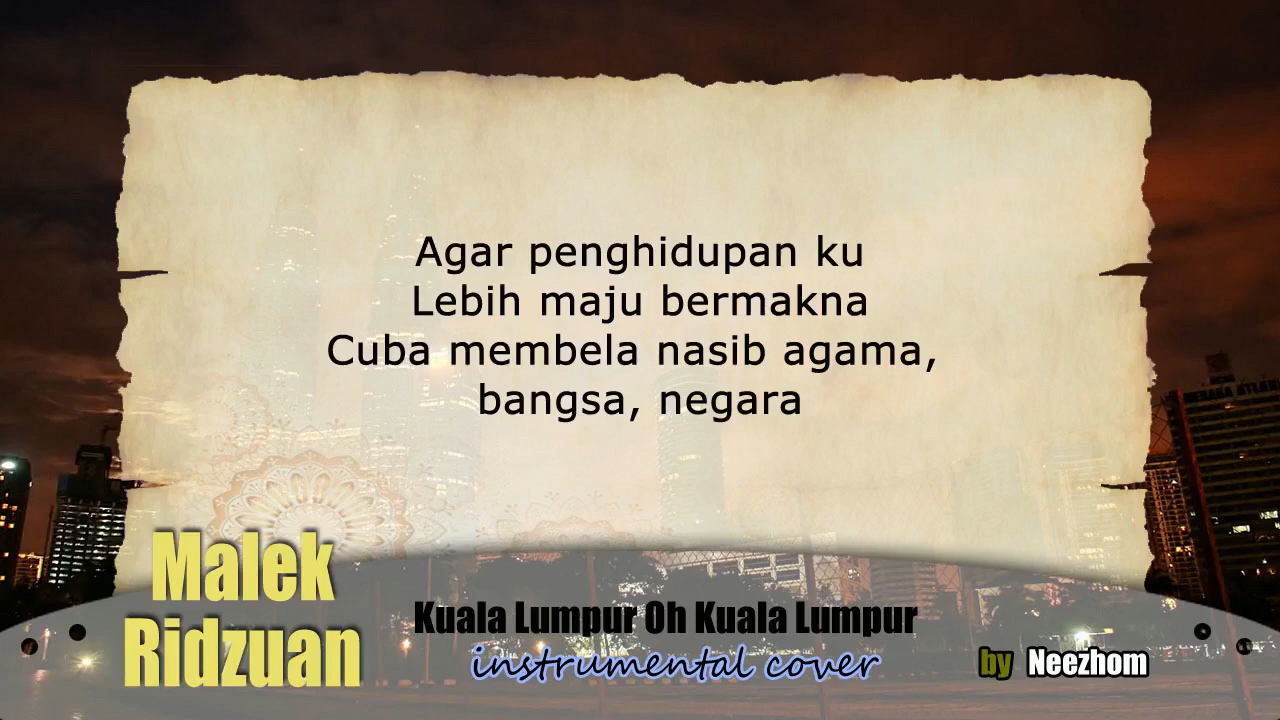 Agar penghidupan ku
Lebih maju bermakna
Cuba membela nasib agama,
bangsa, negara
Malek
Ridzuan
Kuala Lumpur Oh Kuala Lumpur
instrumental cover
by Neezhom